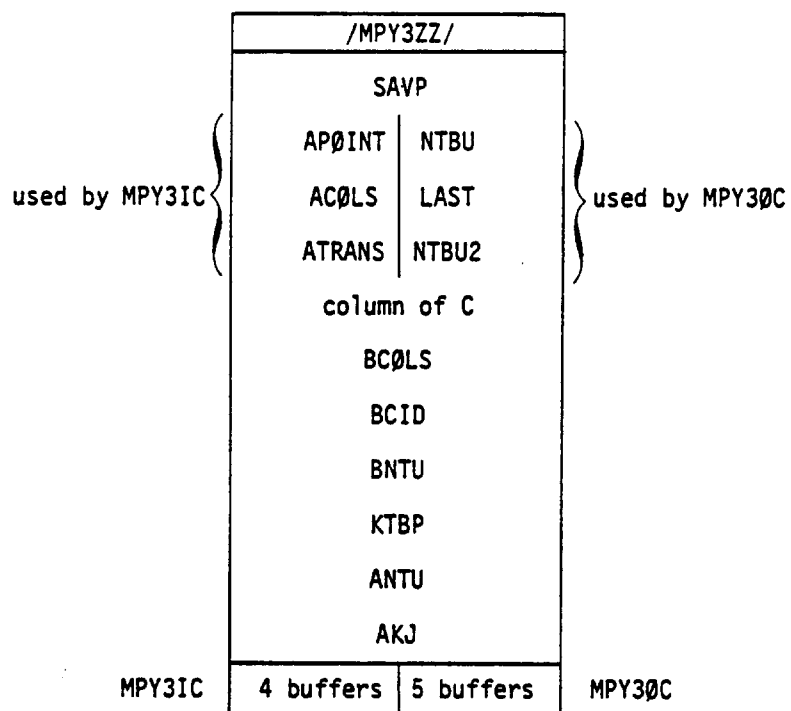 /MPY3ZZ/
SAVP
APØINT NTBU
used by MPY3IC ACØLS LAST used by MPY3ØC
ATRANS NTBU2
column of C
BCØLS
BCID
BNTU
KTBP
ANTU
AKJ
MPY3IC 4 buffers 5 buffers MPY3ØC